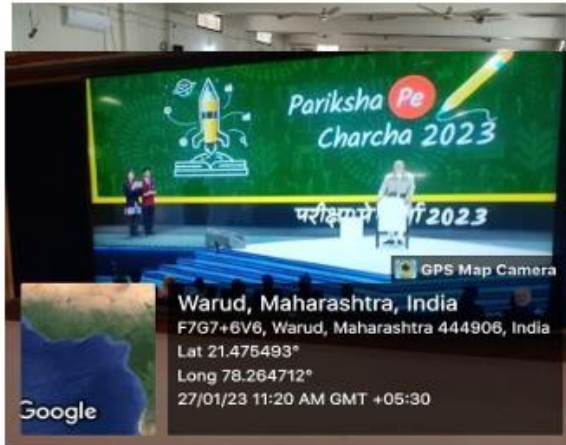 Pariksha Pe
Charcha 2023
परीक्षा पे 2023
GPS Map Camera
Warud, Maharashtra, India
F7G7+6V6, Warud, Maharashtra 444906, India
Lat 21.475493°
Long 78.264712°
27/01/23 11:20 AM GMT +05:30
Google